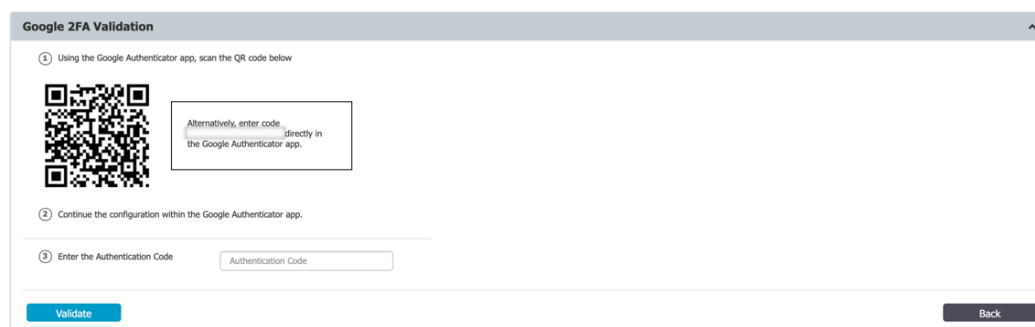 Google 2FA Validation
1 Using the Google Authenticator app, scan the QR code below
Alternatively, enter code
directly in
the Google Authenticator app.
2 Continue the configuration within the Google Authenticator app.
3 Enter the Authentication Code
Authentication Code
Validate
Back